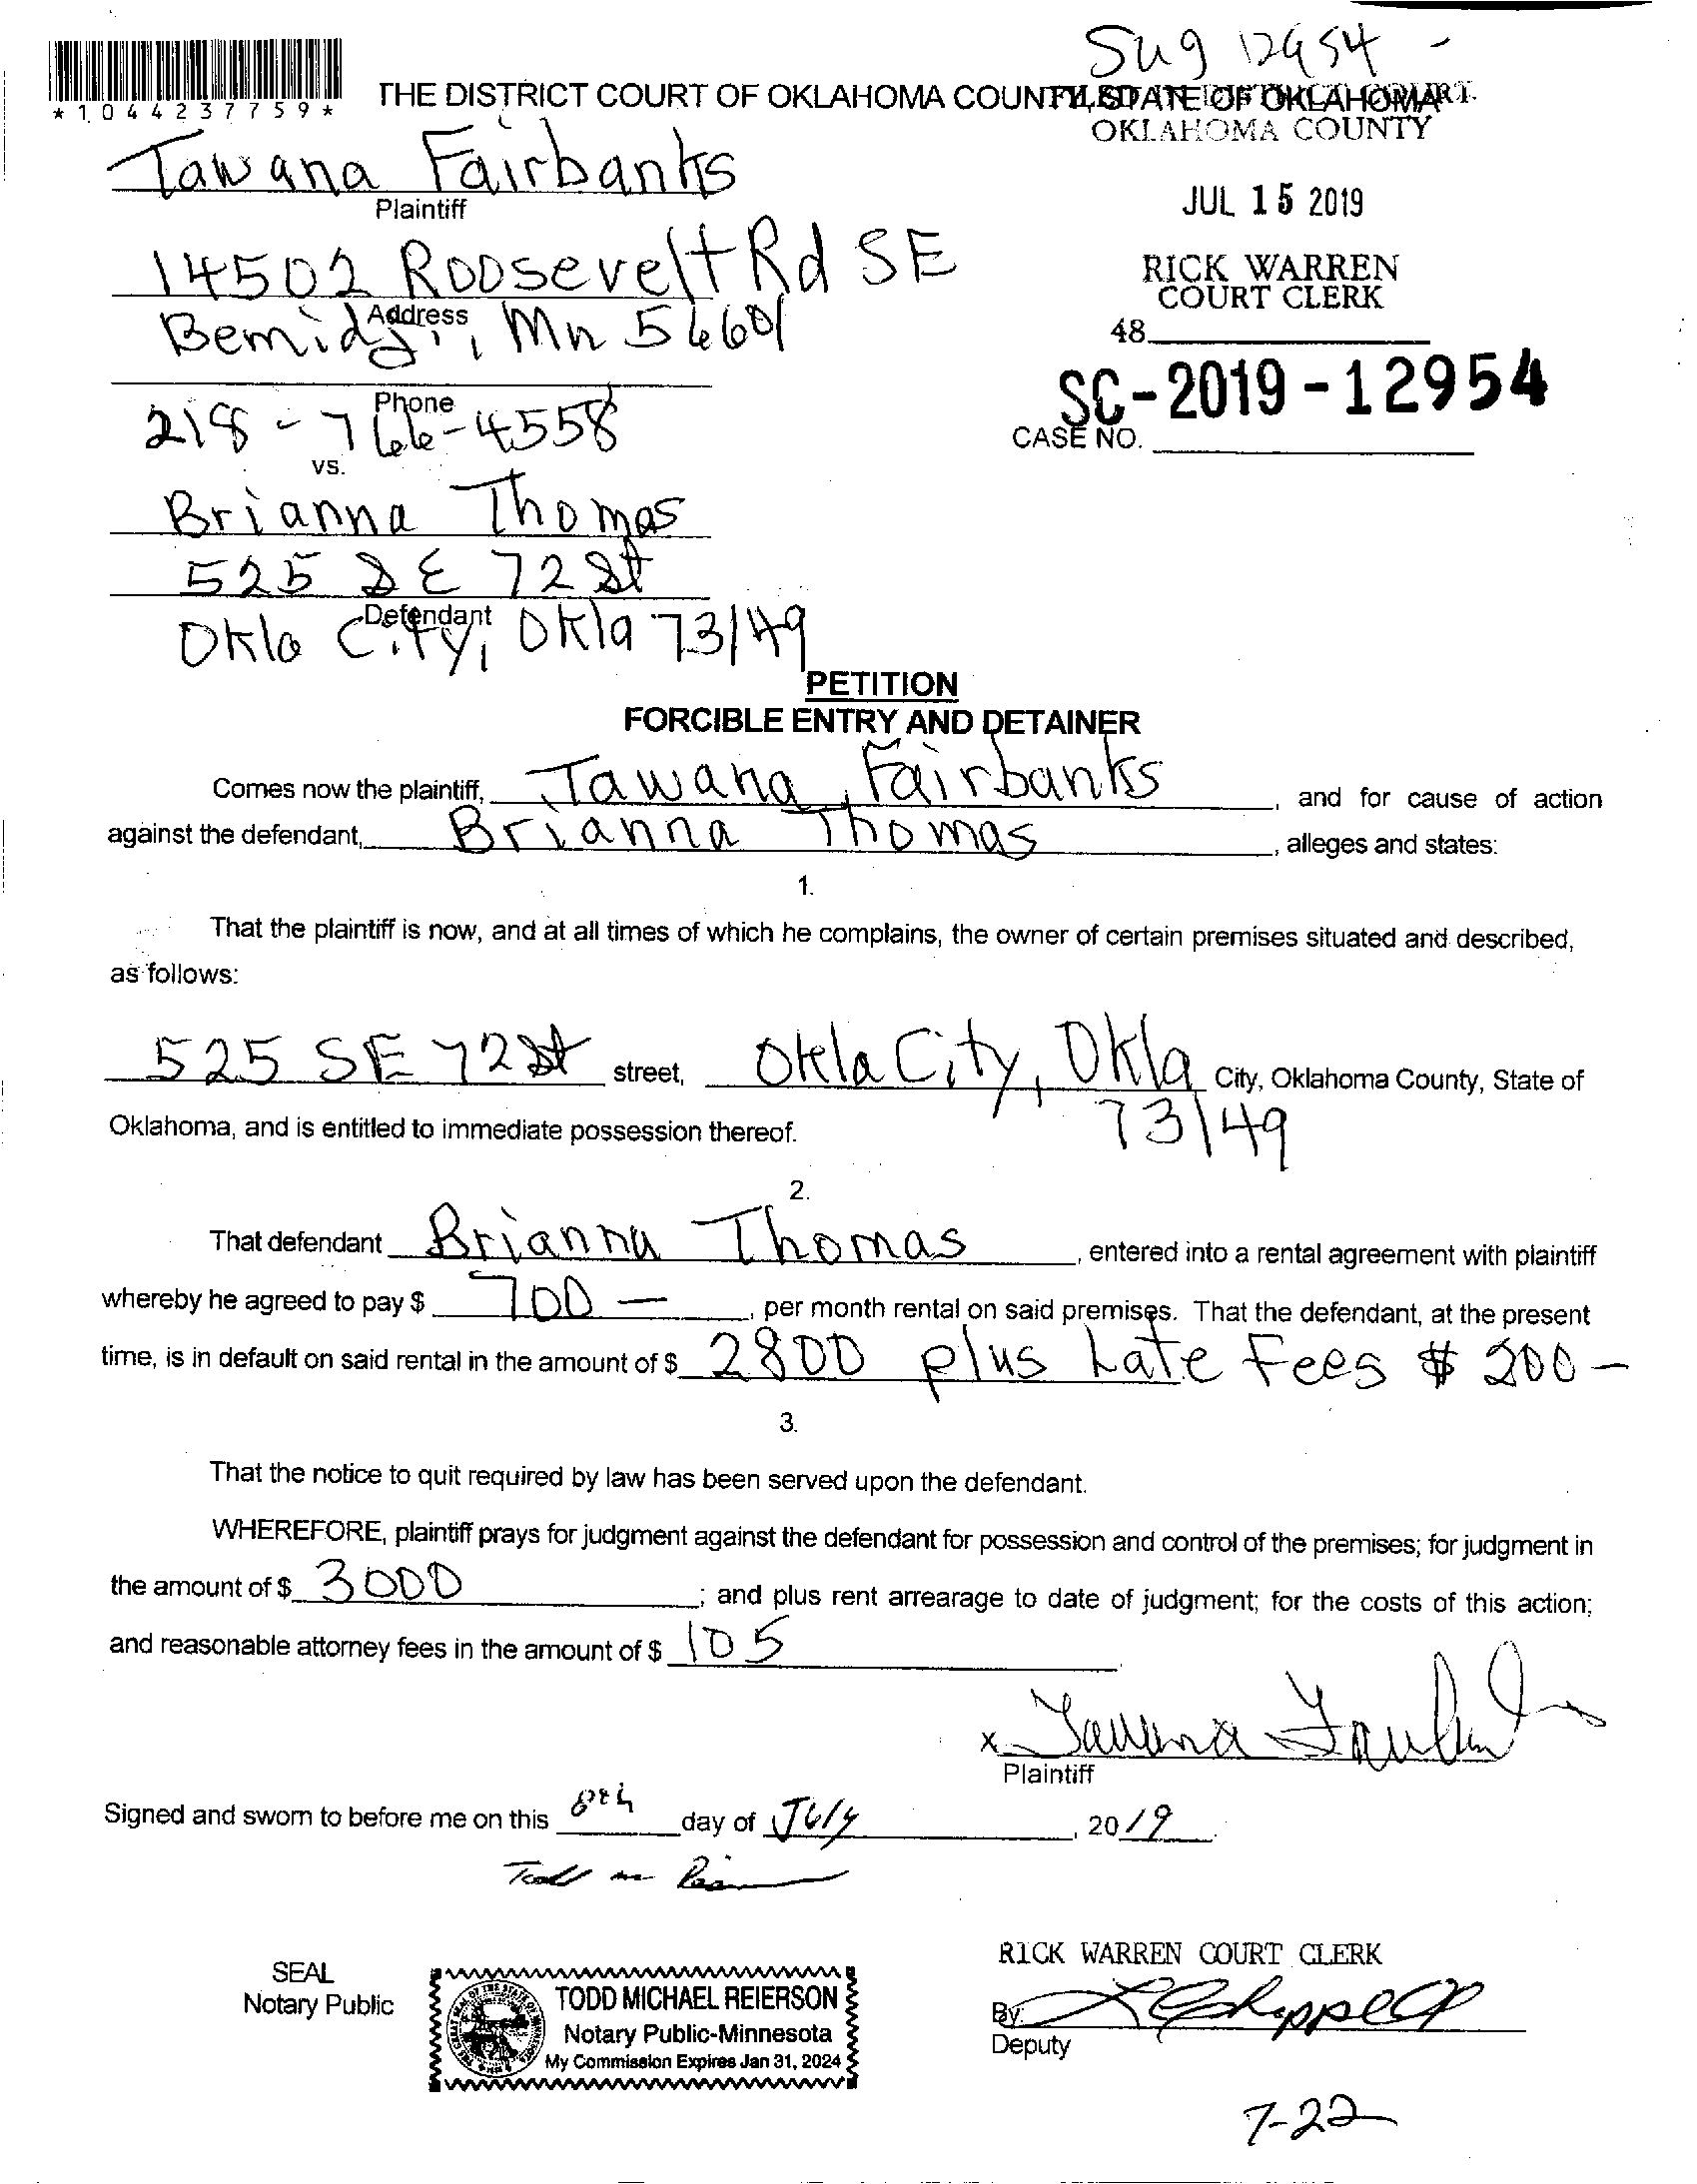 Sug 12954 -
*1044237759*
THE DISTRICT COURT OF OKLAHOMA COUNTY, STATE OF OKLAHOMA
OKLAHOMA COUNTY
Tawana Fairbanks
Plaintiff
JUL 15 2019
14502 Roosevelt Rd SE
Address
Bemidji, Mn 56601
RICK WARREN
COURT CLERK
48
SC-2019-12954
CASE NO.
Phone
218-766-4558
vs.
Brianna Thomas
525 SE 72 St
Defendant
Okla City, Okla 73149
PETITION
FORCIBLE ENTRY AND DETAINER
Comes now the plaintiff, Tawana Fairbanks, and for cause of action
against the defendant, Brianna Thomas, alleges and states:
1.
That the plaintiff is now, and at all times of which he complains, the owner of certain premises situated and described,
as follows:
525 SE 72 St street, Okla City, Okla City, Oklahoma County, State of
73149
Oklahoma, and is entitled to immediate possession thereof.
2.
That defendant Brianna Thomas, entered into a rental agreement with plaintiff
whereby he agreed to pay $ 700 —, per month rental on said premises. That the defendant, at the present
time, is in default on said rental in the amount of $ 2800 plus Late Fees $ 200 —
3.
That the notice to quit required by law has been served upon the defendant.
WHEREFORE, plaintiff prays for judgment against the defendant for possession and control of the premises; for judgment in
the amount of $ 3000; and plus rent arrearage to date of judgment; for the costs of this action;
and reasonable attorney fees in the amount of $ 105
x Tawana Fairbanks
Plaintiff
Signed and sworn to before me on this 8th day of July, 2019.
SEAL
Notary Public
TODD MICHAEL REIERSON
Notary Public-Minnesota
My Commission Expires Jan 31, 2024
RICK WARREN COURT CLERK
By:
Deputy
7-22